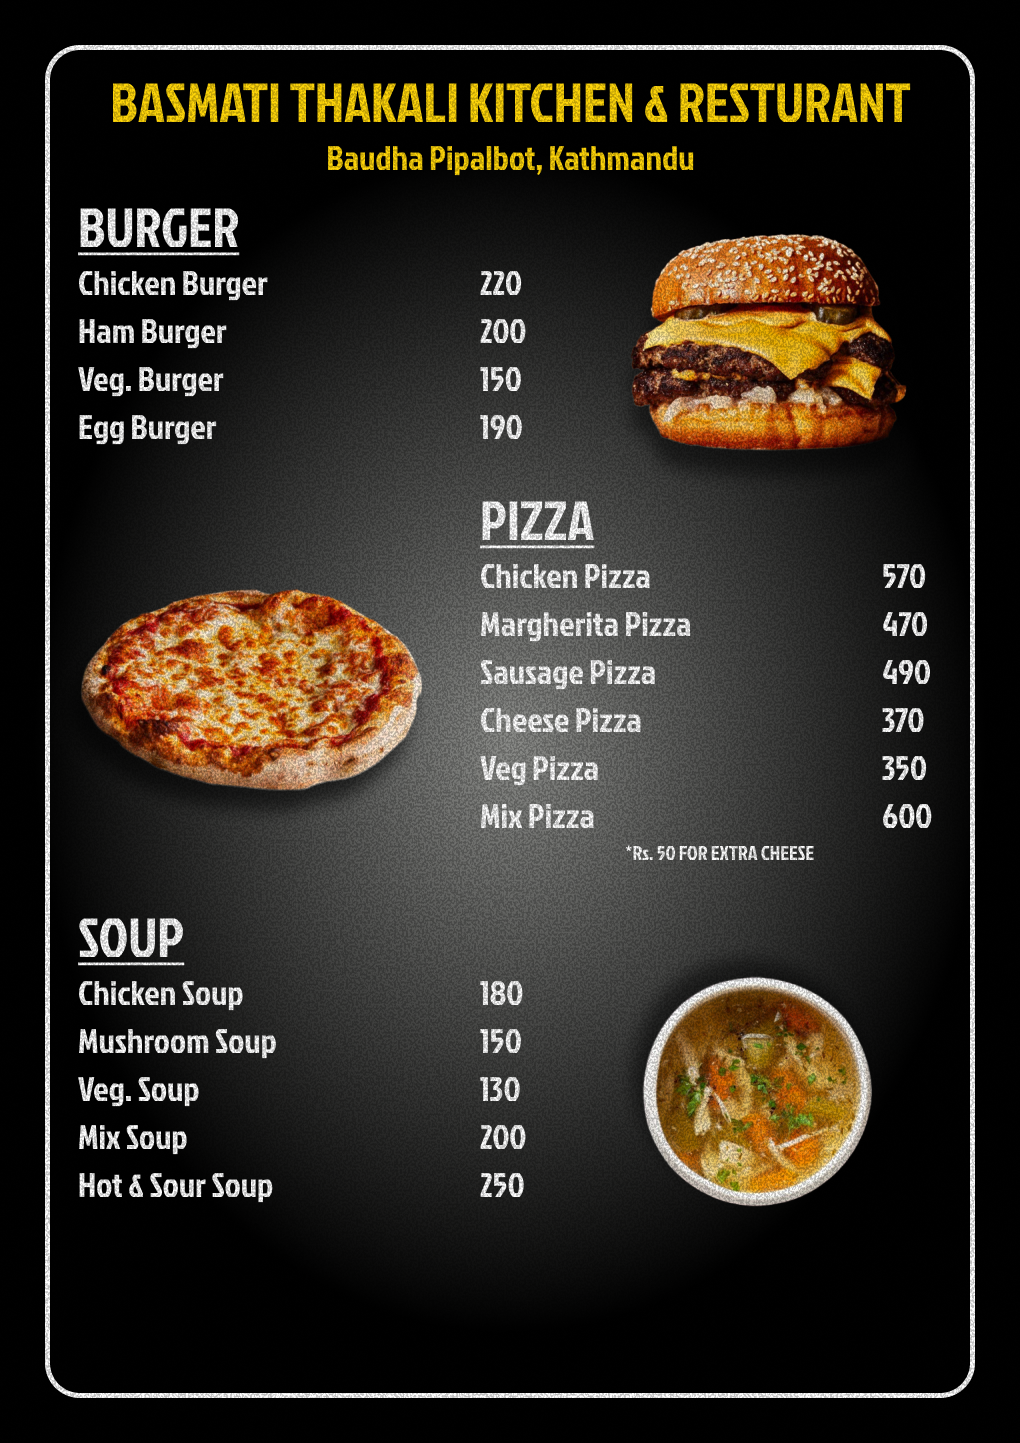 BASMATI THAKALI KITCHEN & RESTURANT
Baudha Pipalbot, Kathmandu
BURGER
Chicken Burger 220
Ham Burger 200
Veg. Burger 150
Egg Burger 190
PIZZA
Chicken Pizza 570
Margherita Pizza 470
Sausage Pizza 490
Cheese Pizza 370
Veg Pizza 350
Mix Pizza 600
*Rs. 50 FOR EXTRA CHEESE
SOUP
Chicken Soup 180
Mushroom Soup 150
Veg. Soup 130
Mix Soup 200
Hot & Sour Soup 250